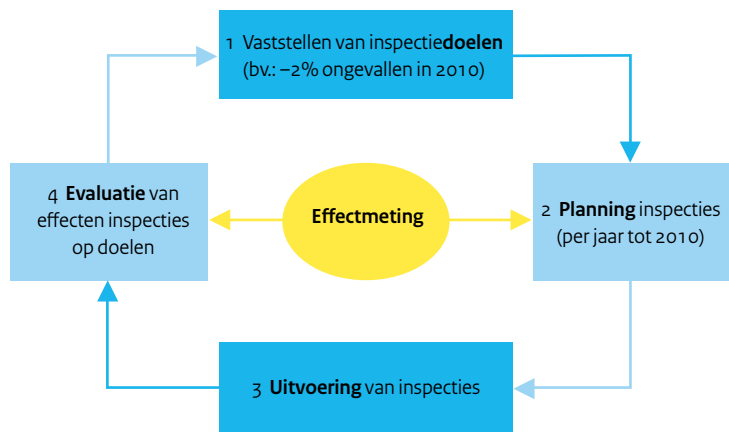 1 Vaststellen van inspectiedoelen
(bv.: –2% ongevallen in 2010)
4 Evaluatie van
effecten inspecties
op doelen
Effectmeting
2 Planning inspecties
(per jaar tot 2010)
3 Uitvoering van inspecties